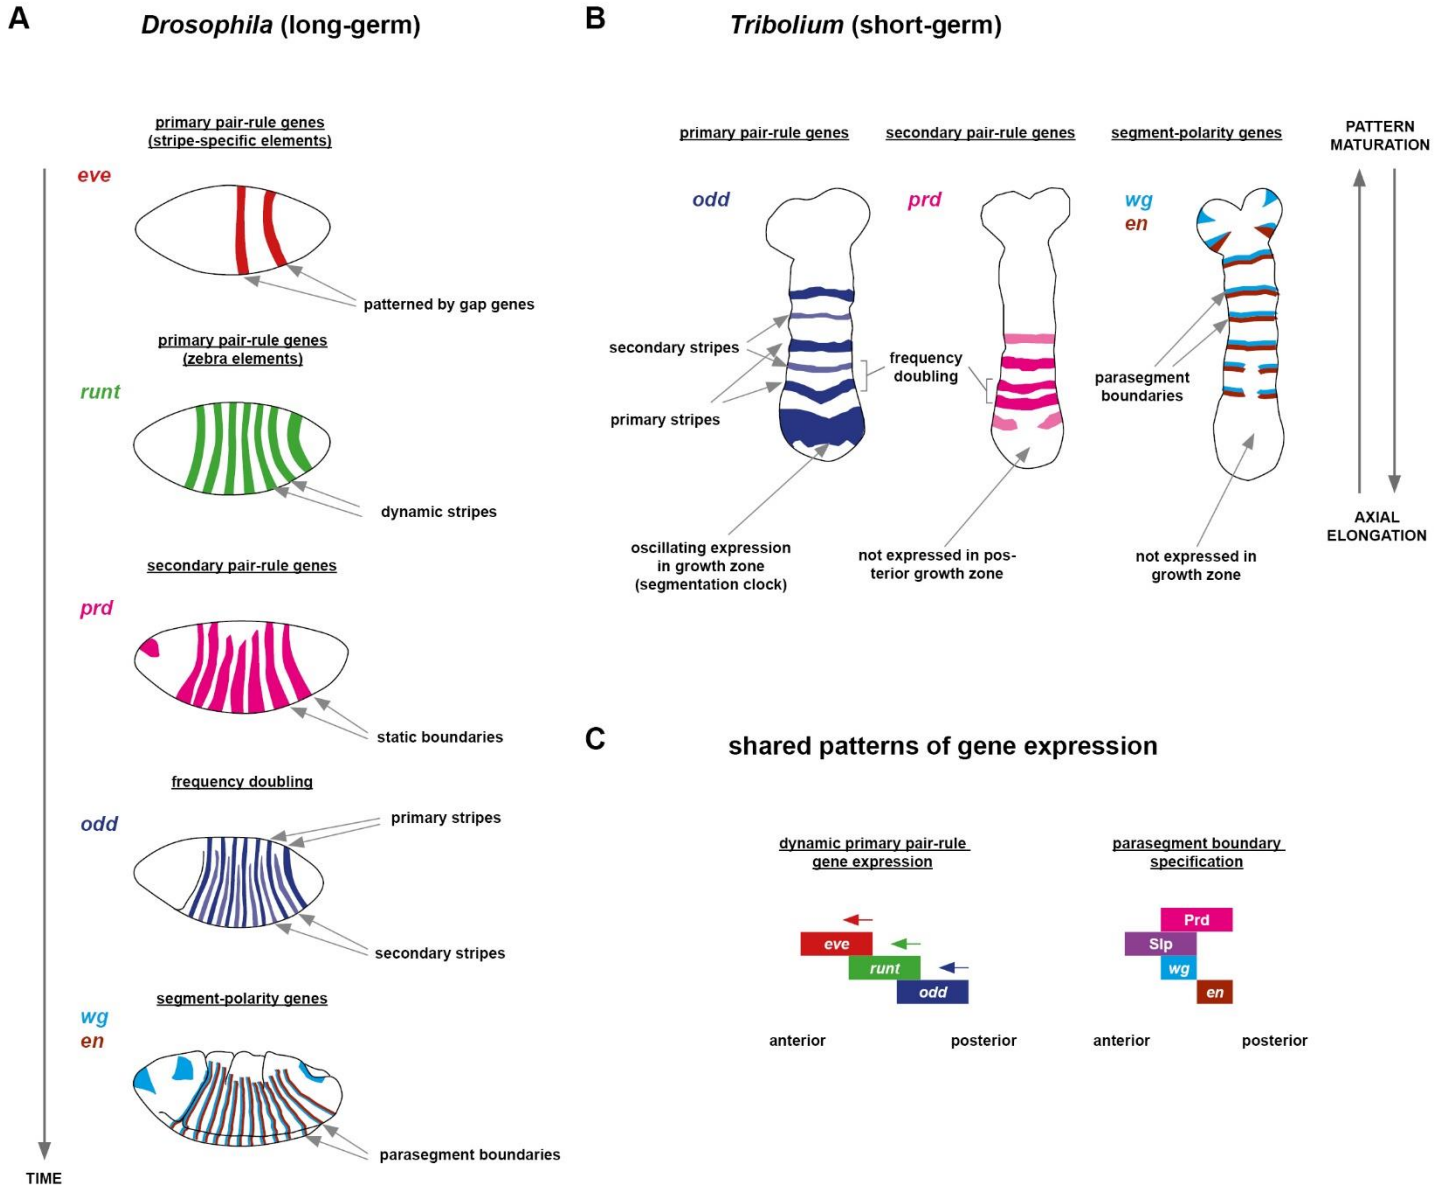 A
Drosophila (long-germ)
primary pair-rule genes
(stripe-specific elements)
eve
patterned by gap genes
primary pair-rule genes
(zebra elements)
runt
dynamic stripes
secondary pair-rule genes
prd
static boundaries
frequency doubling
odd
primary stripes
secondary stripes
segment-polarity genes
wg
en
parasegment boundaries
TIME
B
Tribolium (short-germ)
primary pair-rule genes
odd
secondary stripes
primary stripes
frequency
doubling
oscillating expression
in growth zone
(segmentation clock)
secondary pair-rule genes
prd
not expressed in pos-
terior growth zone
segment-polarity genes
wg
en
parasegment
boundaries
not expressed in
growth zone
PATTERN
MATURATION
AXIAL
ELONGATION
C
shared patterns of gene expression
dynamic primary pair-rule
gene expression
eve
runt
odd
anterior
posterior
parasegment boundary
specification
Prd
Slp
wg
en
anterior
posterior